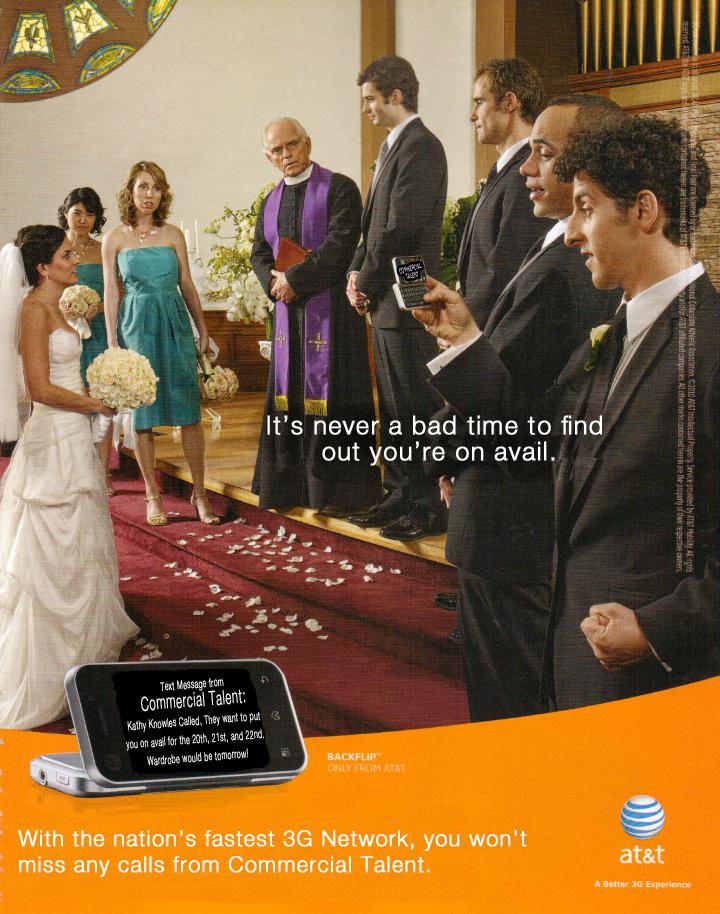 COMMERCIAL
TALENT
It's never a bad time to find
out you're on avail.
Text Message from
Commercial Talent:
Kathy Knowles Called, They want to put
you on avail for the 20th, 21st, and 22nd.
Wardrobe would be tomorrow!
BACKFLIP™
ONLY FROM AT&T.
With the nation's fastest 3G Network, you won't
miss any calls from Commercial Talent.
at&t
A Better 3G Experience